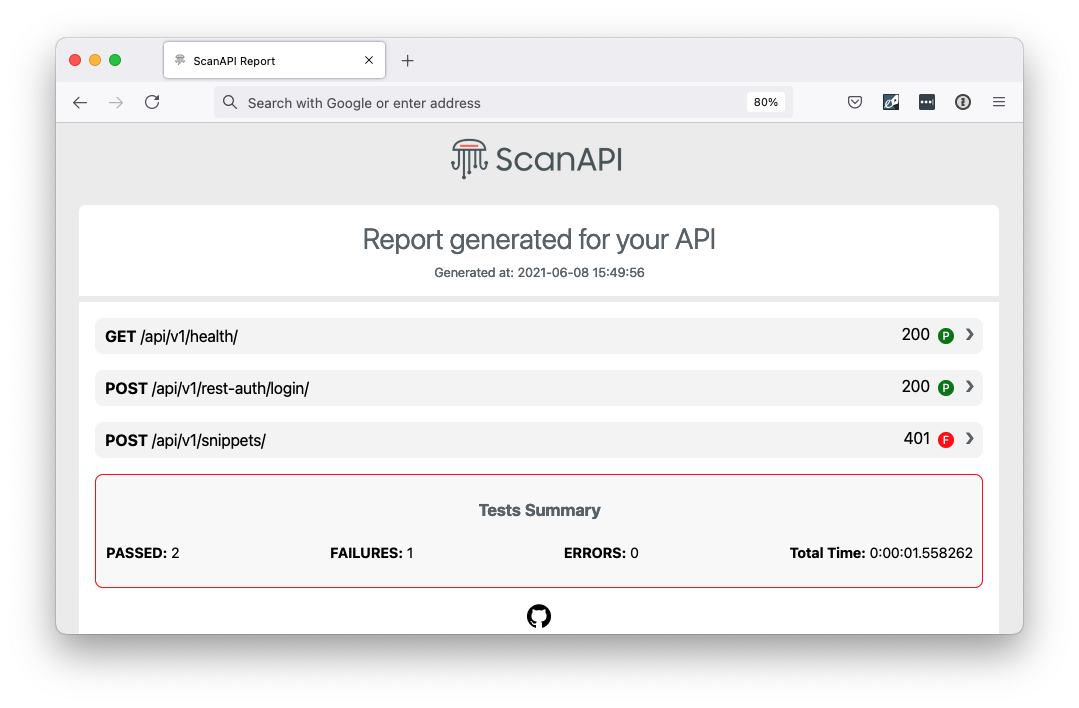 ScanAPI Report
Search with Google or enter address 80%
ScanAPI
Report generated for your API
Generated at: 2021-06-08 15:49:56
GET /api/v1/health/ 200 P
POST /api/v1/rest-auth/login/ 200 P
POST /api/v1/snippets/ 401 F
Tests Summary
PASSED: 2 FAILURES: 1 ERRORS: 0 Total Time: 0:00:01.558262